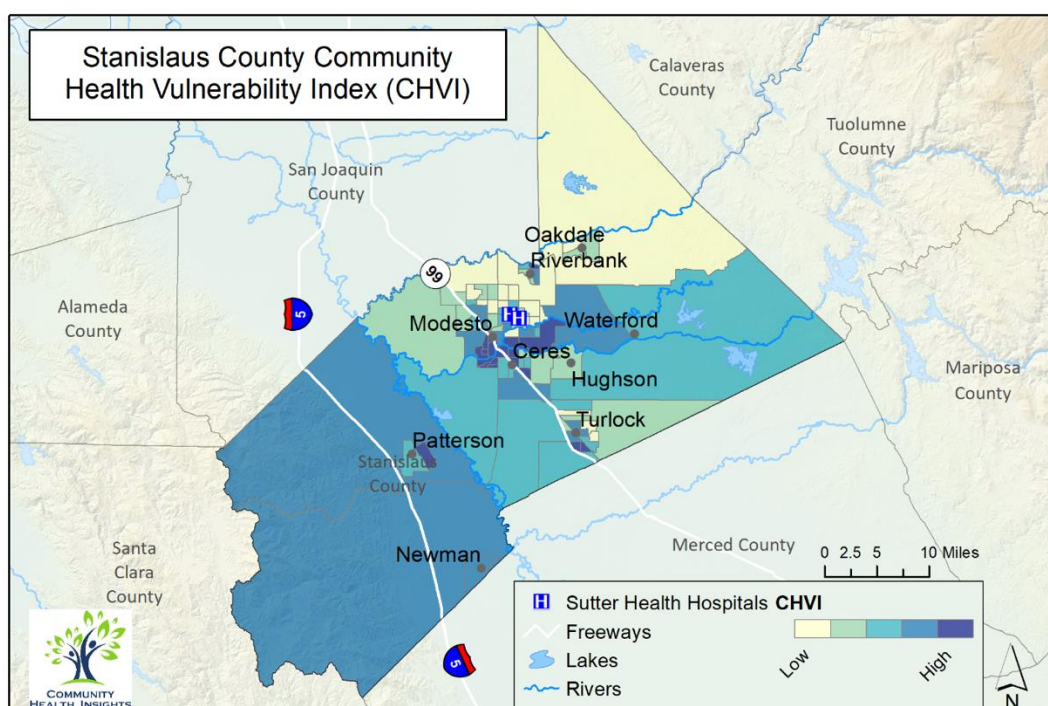 Stanislaus County Community
Health Vulnerability Index (CHVI)
Calaveras
County
Tuolumne
County
San Joaquin
County
Oakdale
Riverbank
99
Alameda
County
5
Modesto
H
H
Waterford
Ceres
Hughson
Mariposa
County
Turlock
Patterson
Stanislaus
County
Newman
Santa
Clara
County
Merced County
0 2.5 5 10 Miles
H Sutter Health Hospitals
Freeways
Lakes
Rivers
CHVI
Low
High
5
N
COMMUNITY
HEALTH INSIGHTS